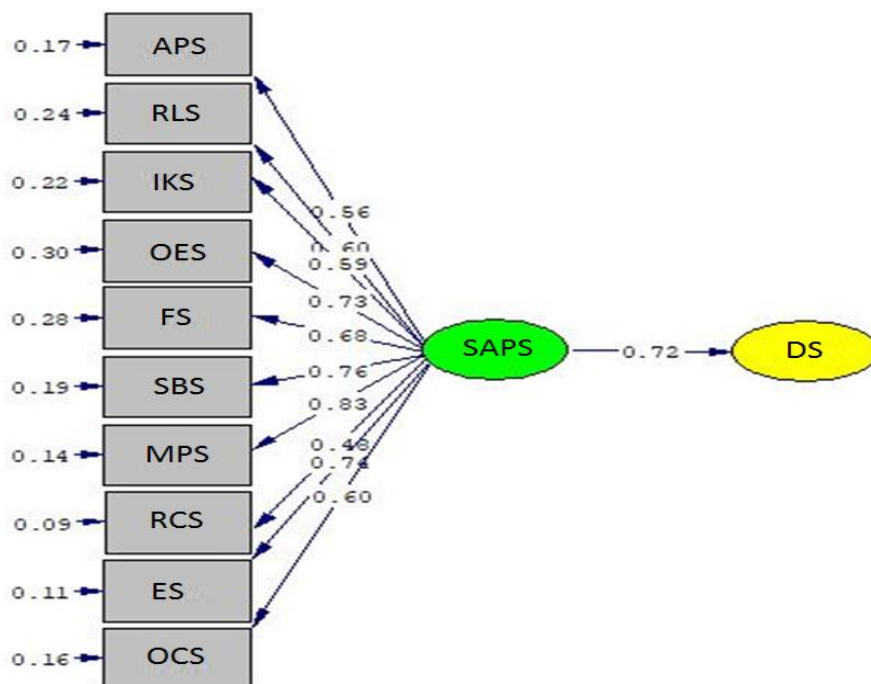 0.17 APS
0.24 RLS
0.22 IKS
0.30 OES
0.28 FS
0.19 SBS
0.14 MPS
0.09 RCS
0.11 ES
0.16 OCS
0.56
0.60
0.59
0.73
0.68
0.76
0.83
0.48
0.74
0.60
SAPS
0.72
DS